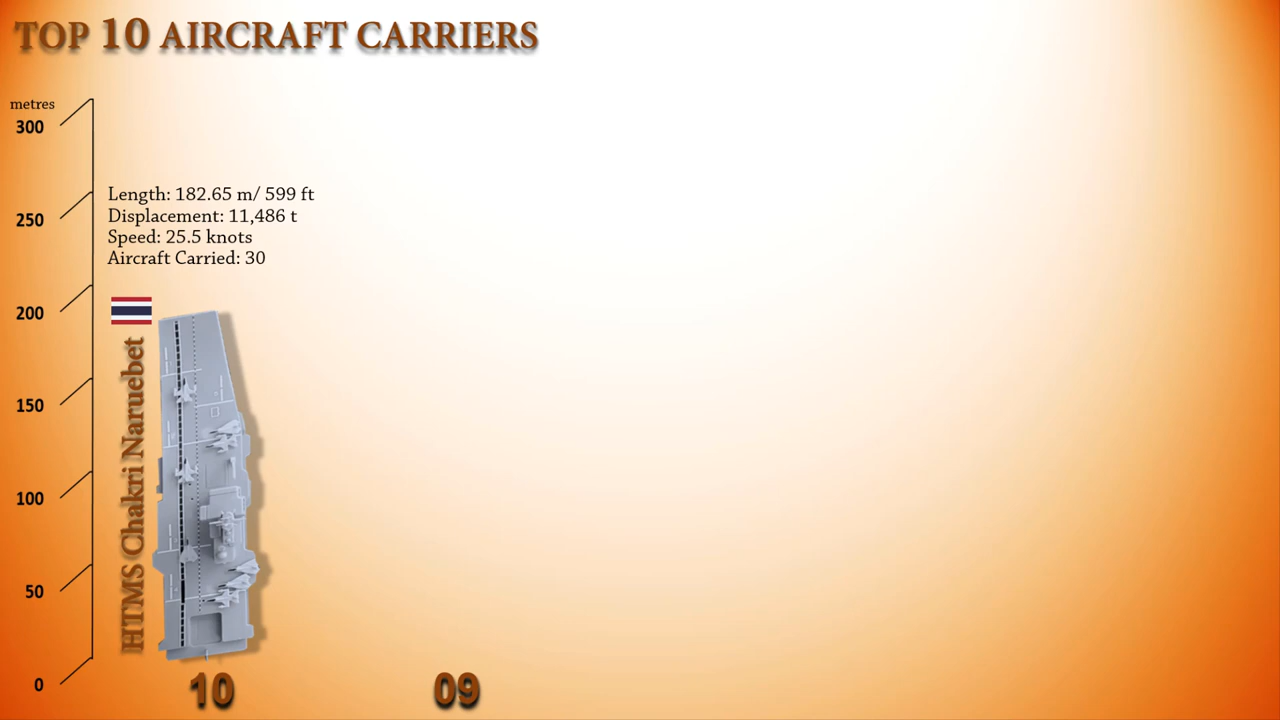 TOP 10 AIRCRAFT CARRIERS
metres
300
250
200
150
100
50
0
Length: 182.65 m/ 599 ft
Displacement: 11,486 t
Speed: 25.5 knots
Aircraft Carried: 30
HTMS Chakri Naruebet
10
09